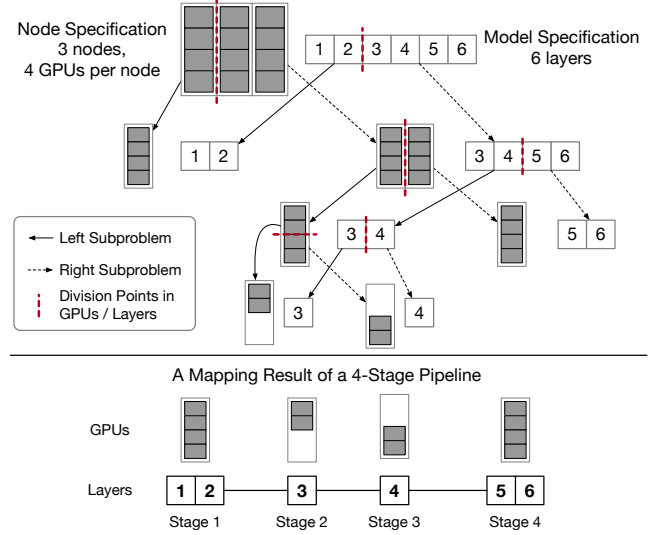 Node Specification
3 nodes,
4 GPUs per node
1 2 3 4 5 6
Model Specification
6 layers
1 2
3 4 5 6
3 4
5 6
Left Subproblem
Right Subproblem
Division Points in
GPUs / Layers
3
4
A Mapping Result of a 4-Stage Pipeline
GPUs
Layers
1 2
3
4
5 6
Stage 1
Stage 2
Stage 3
Stage 4